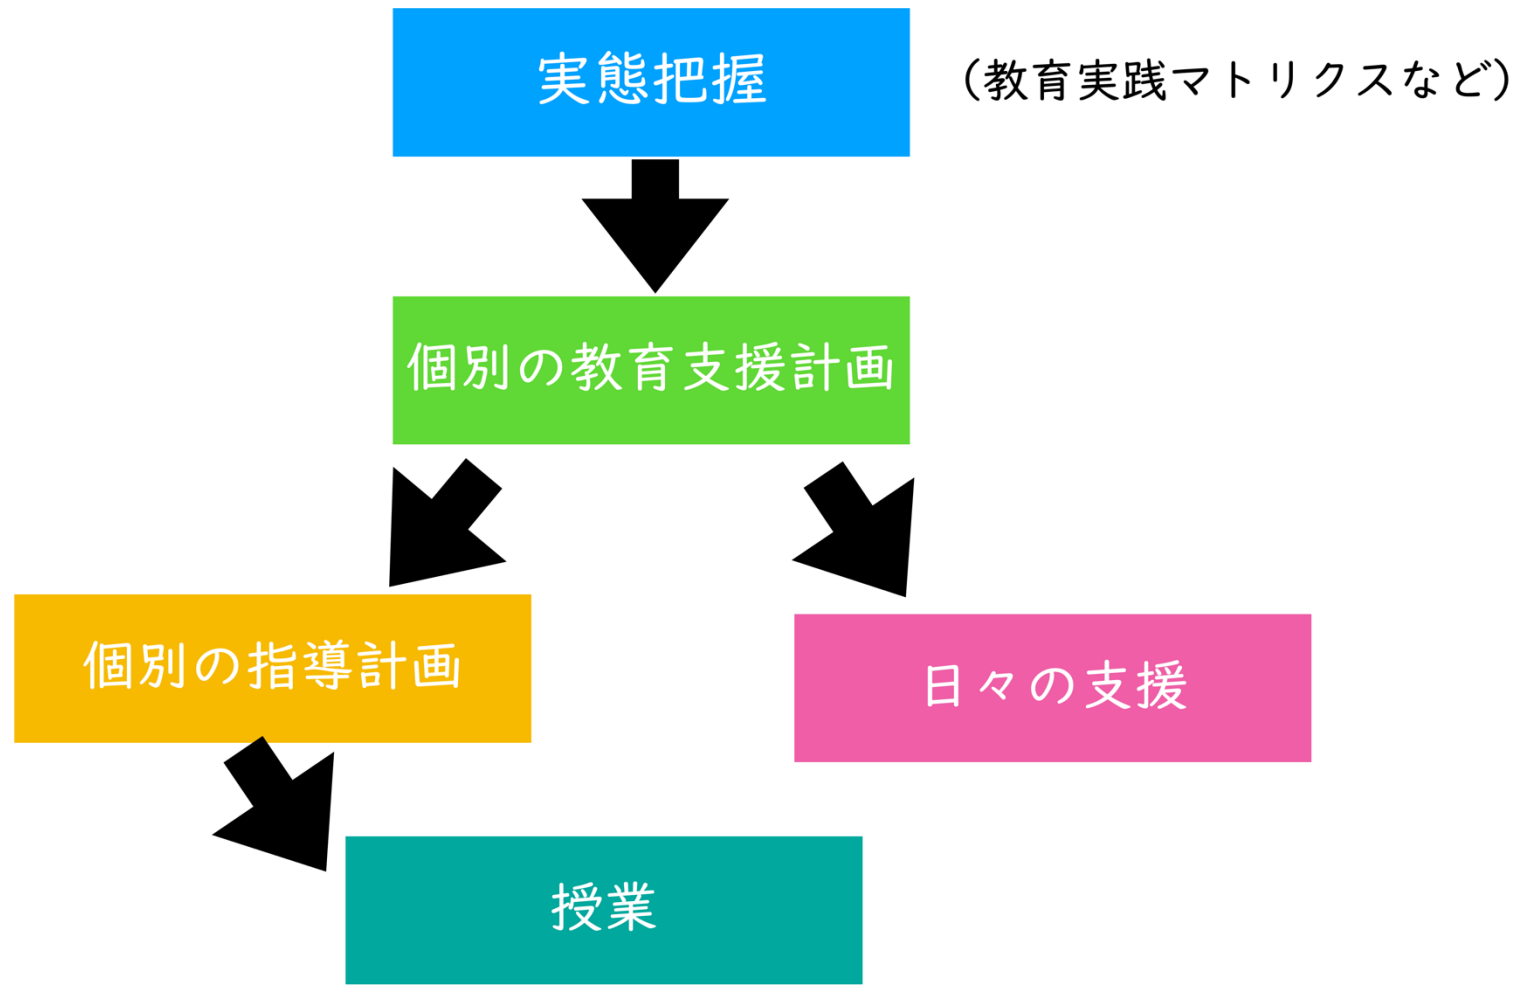 実態把握
（教育実践マトリクスなど）
個別の教育支援計画
個別の指導計画
日々の支援
授業